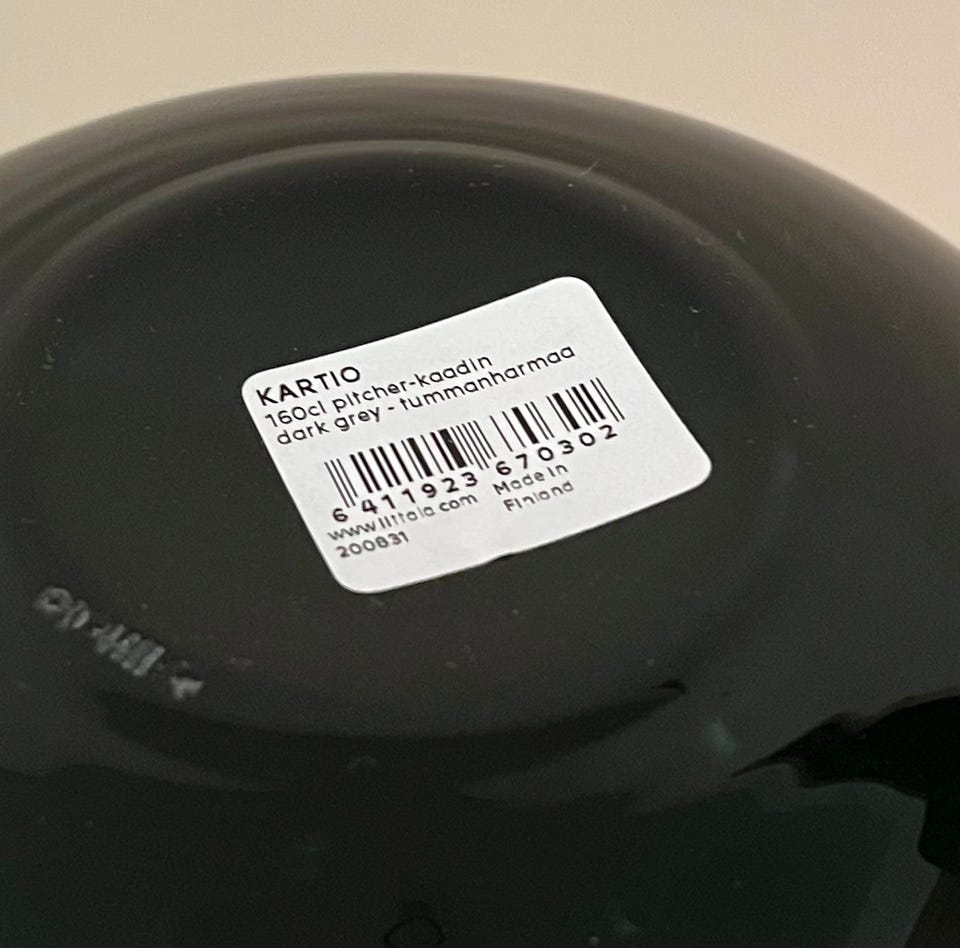 KARTIO
160cl pitcher-kaadin
dark grey - tummanharmaa
6 411923 670302
www.iittala.com Made in
200831 Finland